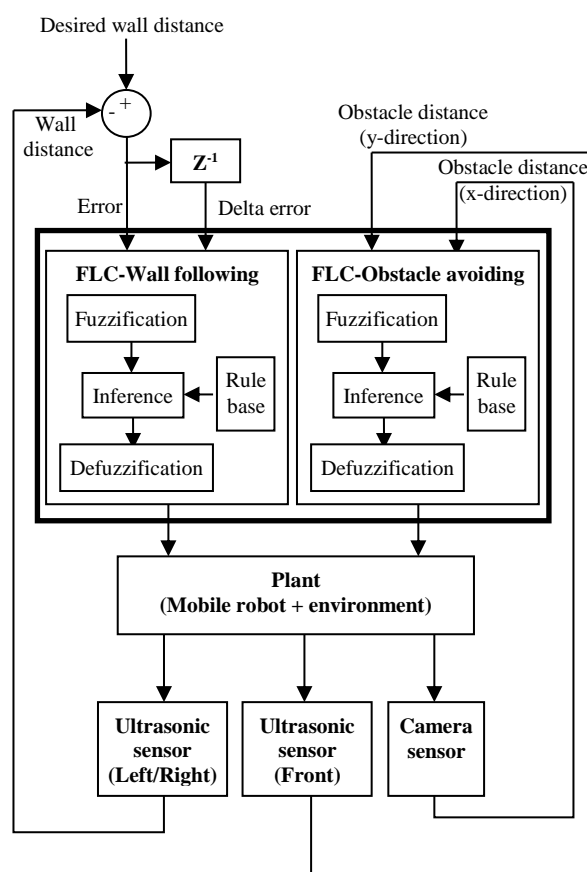 Desired wall distance
- +
Wall
distance
Z⁻¹
Error
Delta error
Obstacle distance
(y-direction)
Obstacle distance
(x-direction)
FLC-Wall following
Fuzzification
Inference
Rule
base
Defuzzification
FLC-Obstacle avoiding
Fuzzification
Inference
Rule
base
Defuzzification
Plant
(Mobile robot + environment)
Ultrasonic
sensor
(Left/Right)
Ultrasonic
sensor
(Front)
Camera
sensor